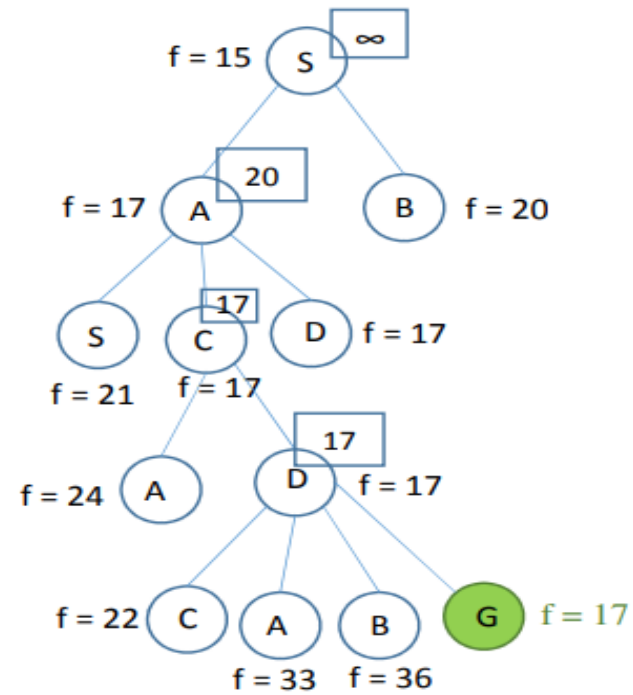 ∞
f = 15 S
20
f = 17 A B f = 20
17
S C D f = 17
f = 21 f = 17
17
f = 24 A D f = 17
f = 22 C A B G f = 17
f = 33 f = 36